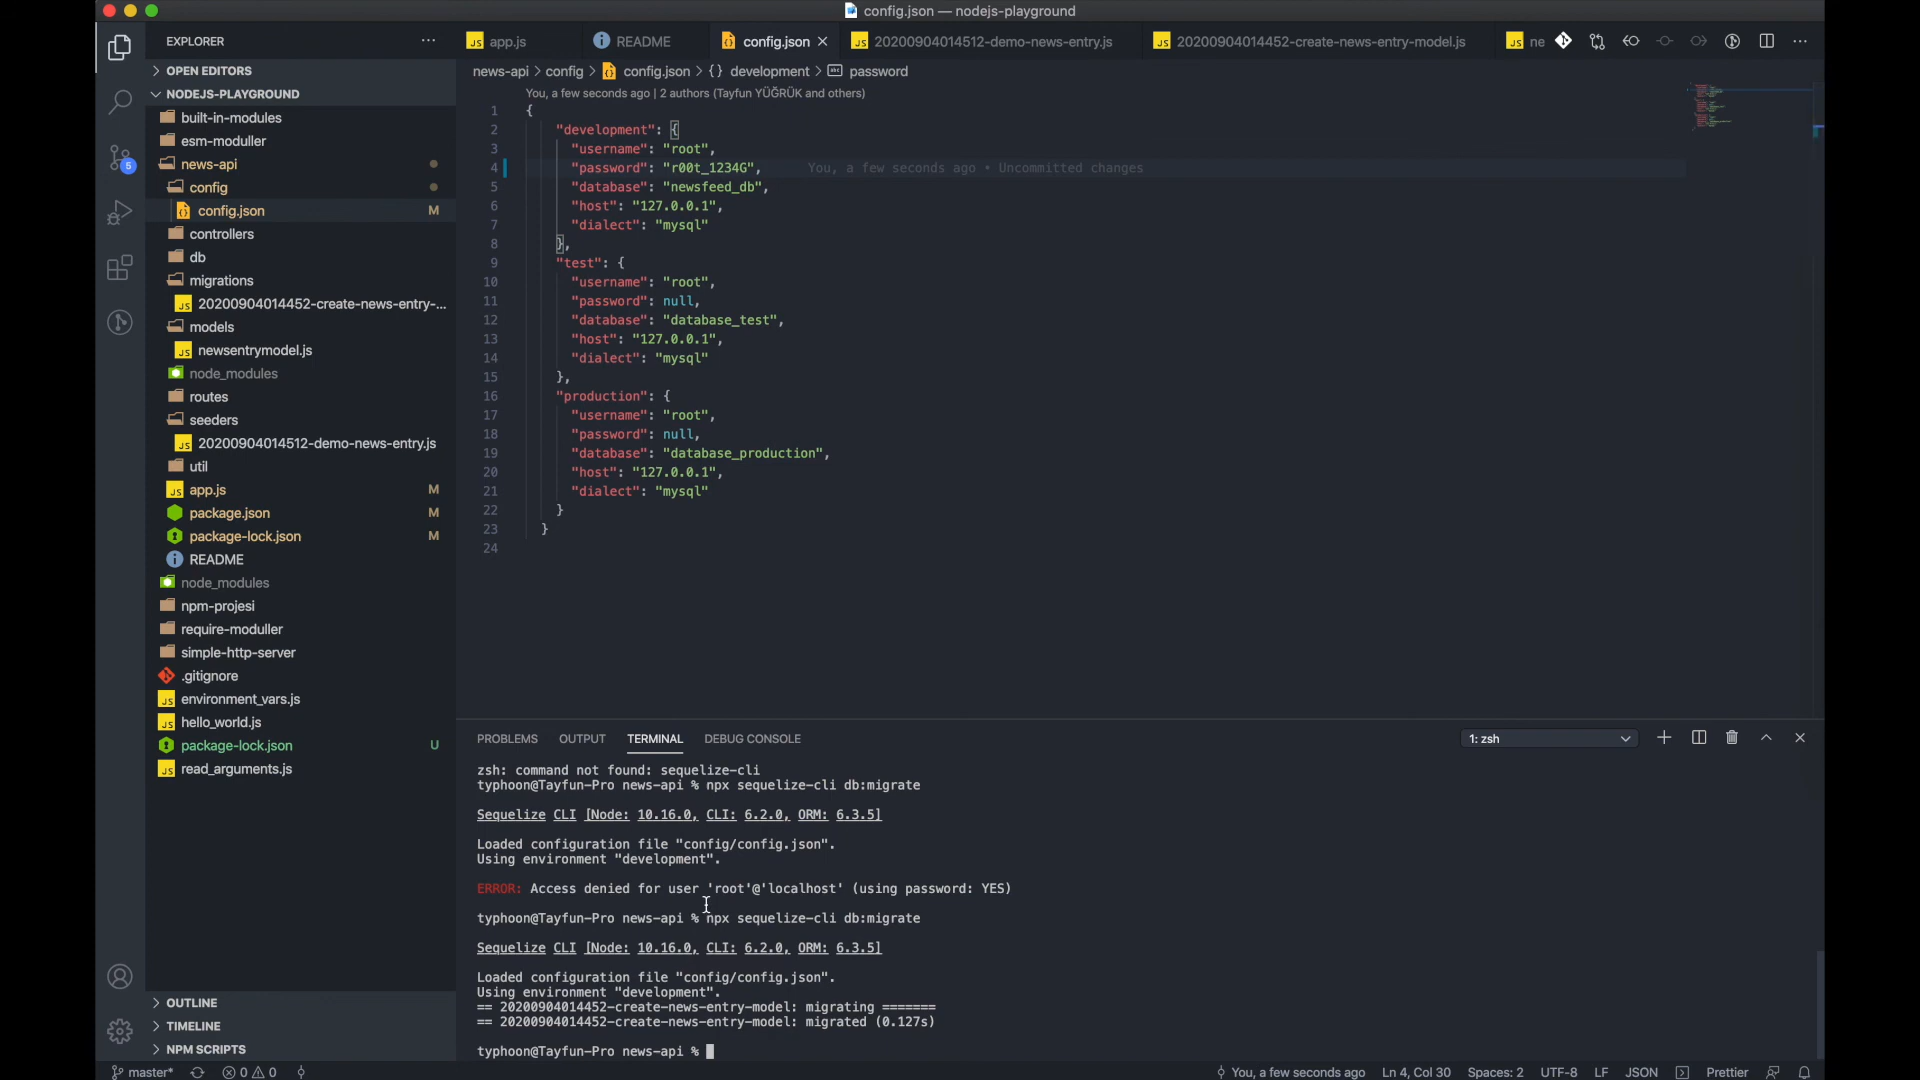 config.json — nodejs-playground
EXPLORER
OPEN EDITORS
NODEJS-PLAYGROUND
built-in-modules
esm-moduller
news-api
config
config.json M
controllers
db
migrations
20200904014452-create-news-entry-...
models
newsentrymodel.js
node_modules
routes
seeders
20200904014512-demo-news-entry.js
util
app.js M
package.json M
package-lock.json M
README
node_modules
npm-projesi
require-moduller
simple-http-server
.gitignore
environment_vars.js
hello_world.js
package-lock.json U
read_arguments.js
OUTLINE
TIMELINE
NPM SCRIPTS
5
app.js README config.json 20200904014512-demo-news-entry.js 20200904014452-create-news-entry-model.js ne
news-api > config > config.json > {} development > password
You, a few seconds ago | 2 authors (Tayfun YÜĞRÜK and others)
1 {
2 "development": {
3 "username": "root",
4 "password": "r00t_1234G", You, a few seconds ago • Uncommitted changes
5 "database": "newsfeed_db",
6 "host": "127.0.0.1",
7 "dialect": "mysql"
8 },
9 "test": {
10 "username": "root",
11 "password": null,
12 "database": "database_test",
13 "host": "127.0.0.1",
14 "dialect": "mysql"
15 },
16 "production": {
17 "username": "root",
18 "password": null,
19 "database": "database_production",
20 "host": "127.0.0.1",
21 "dialect": "mysql"
22 }
23 }
24
PROBLEMS OUTPUT TERMINAL DEBUG CONSOLE 1: zsh
zsh: command not found: sequelize-cli
typhoon@Tayfun-Pro news-api % npx sequelize-cli db:migrate
Sequelize CLI [Node: 10.16.0, CLI: 6.2.0, ORM: 6.3.5]
Loaded configuration file "config/config.json".
Using environment "development".
ERROR: Access denied for user 'root'@'localhost' (using password: YES)
typhoon@Tayfun-Pro news-api % npx sequelize-cli db:migrate
Sequelize CLI [Node: 10.16.0, CLI: 6.2.0, ORM: 6.3.5]
Loaded configuration file "config/config.json".
Using environment "development".
== 20200904014452-create-news-entry-model: migrating =======
== 20200904014452-create-news-entry-model: migrated (0.127s)
typhoon@Tayfun-Pro news-api %
master* 0 0 You, a few seconds ago Ln 4, Col 30 Spaces: 2 UTF-8 LF JSON Prettier